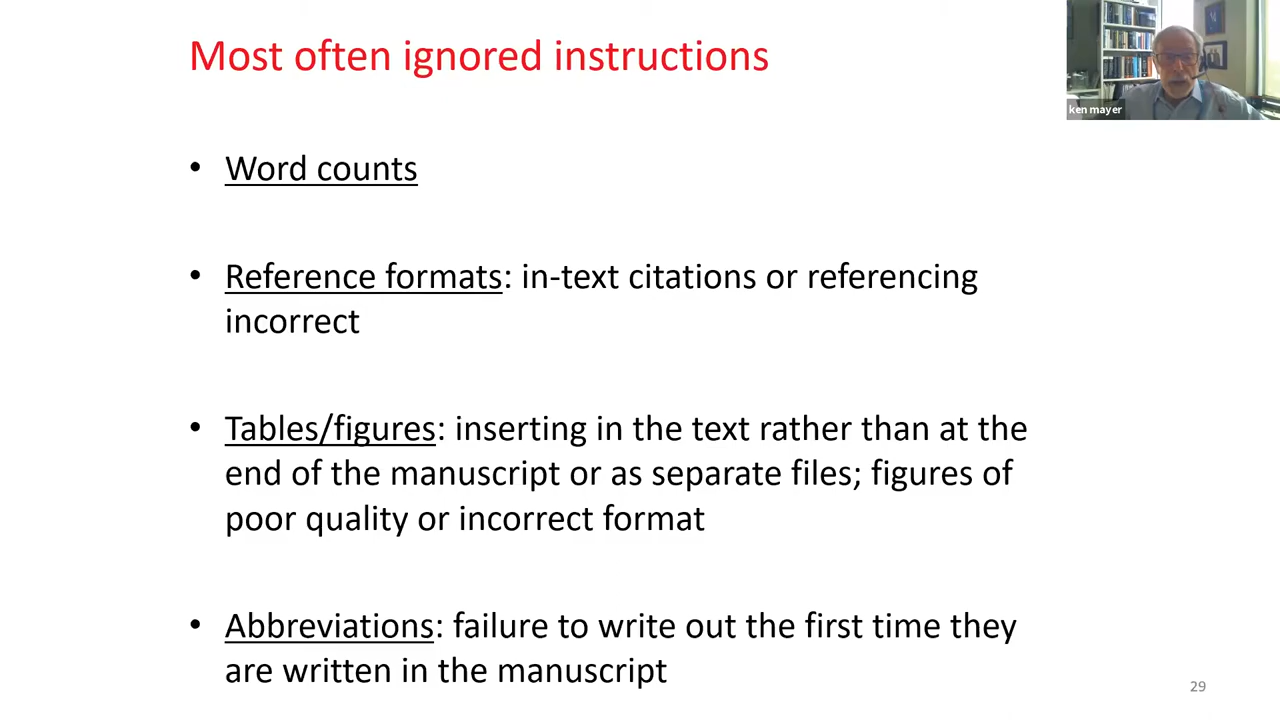 Most often ignored instructions
ken mayer
• Word counts
• Reference formats: in-text citations or referencing
incorrect
• Tables/figures: inserting in the text rather than at the
end of the manuscript or as separate files; figures of
poor quality or incorrect format
• Abbreviations: failure to write out the first time they
are written in the manuscript
29